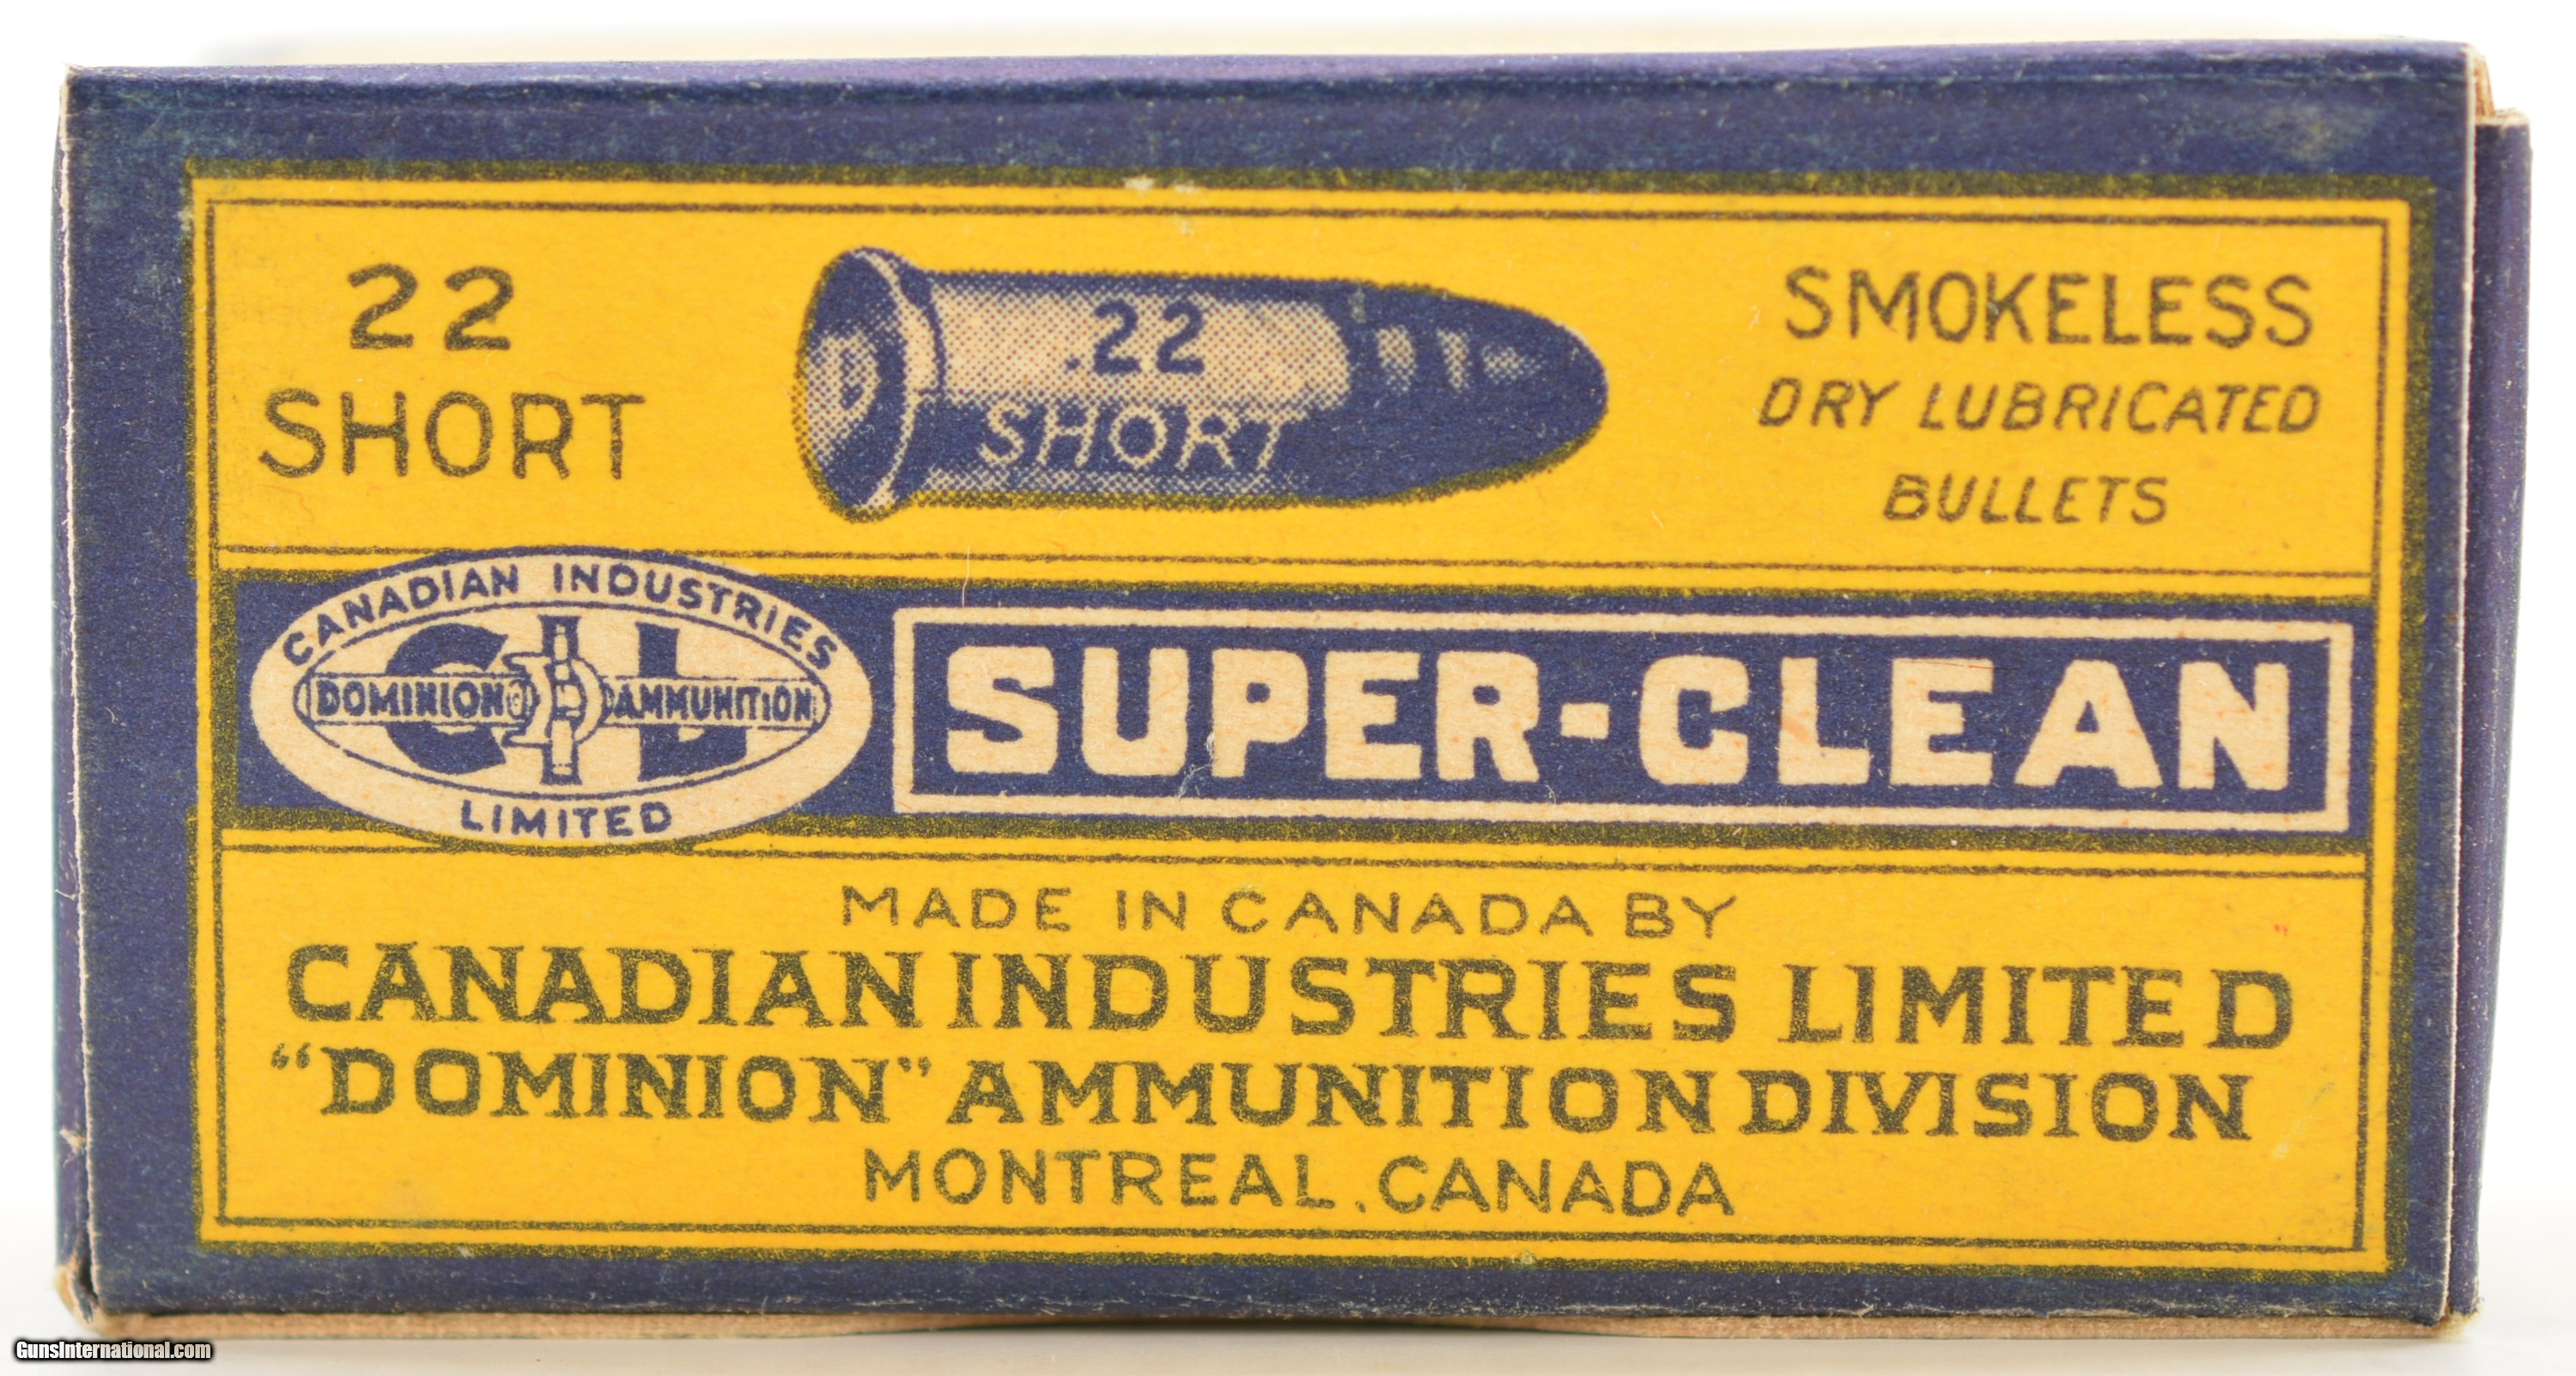 22
SHORT
.22
SHORT
D
SMOKELESS
DRY LUBRICATED
BULLETS
CANADIAN INDUSTRIES
CIL
DOMINION AMMUNITION
LIMITED
SUPER-CLEAN
MADE IN CANADA BY
CANADIAN INDUSTRIES LIMITED
"DOMINION" AMMUNITION DIVISION
MONTREAL, CANADA
GunsInternational.com